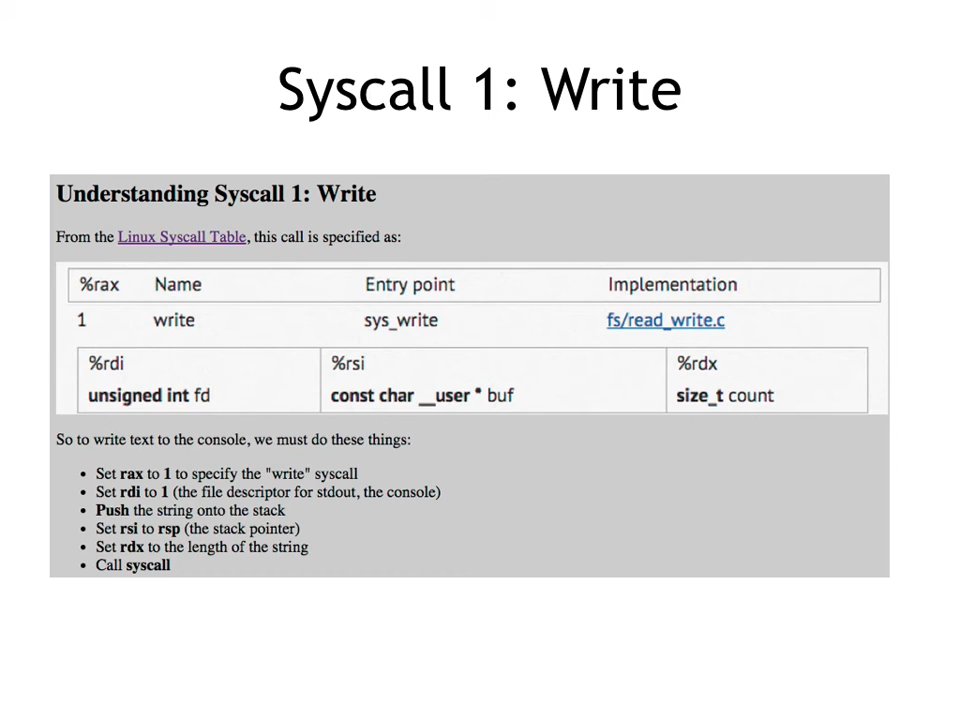 Syscall 1: Write
Understanding Syscall 1: Write
From the Linux Syscall Table, this call is specified as:
%rax Name Entry point Implementation
1 write sys_write fs/read_write.c
%rdi %rsi %rdx
unsigned int fd const char __user * buf size_t count
So to write text to the console, we must do these things:
• Set rax to 1 to specify the "write" syscall
• Set rdi to 1 (the file descriptor for stdout, the console)
• Push the string onto the stack
• Set rsi to rsp (the stack pointer)
• Set rdx to the length of the string
• Call syscall